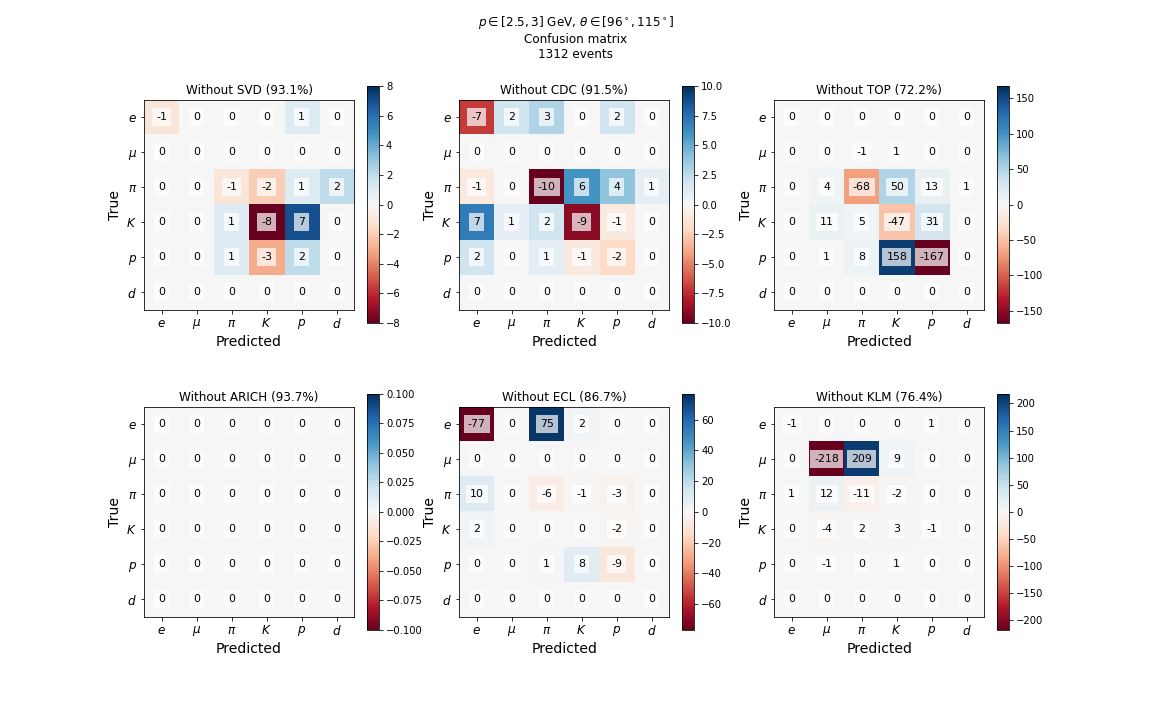 p ∈ [2.5, 3] GeV, θ ∈ [96°, 115°]
Confusion matrix
1312 events
Without SVD (93.1%)
e -1 0 0 0 1 0
μ 0 0 0 0 0 0
π 0 0 -1 -2 1 2
K 0 0 1 -8 7 0
p 0 0 1 -3 2 0
d 0 0 0 0 0 0
e μ π K p d
True
Predicted
8
6
4
2
0
−2
−4
−6
−8
Without CDC (91.5%)
e -7 2 3 0 2 0
μ 0 0 0 0 0 0
π -1 0 -10 6 4 1
K 7 1 2 -9 -1 0
p 2 0 1 -1 -2 0
d 0 0 0 0 0 0
e μ π K p d
True
Predicted
10.0
7.5
5.0
2.5
0.0
−2.5
−5.0
−7.5
−10.0
Without TOP (72.2%)
e 0 0 0 0 0 0
μ 0 0 -1 1 0 0
π 0 4 -68 50 13 1
K 0 11 5 -47 31 0
p 0 1 8 158 -167 0
d 0 0 0 0 0 0
e μ π K p d
True
Predicted
150
100
50
0
−50
−100
−150
Without ARICH (93.7%)
e 0 0 0 0 0 0
μ 0 0 0 0 0 0
π 0 0 0 0 0 0
K 0 0 0 0 0 0
p 0 0 0 0 0 0
d 0 0 0 0 0 0
e μ π K p d
True
Predicted
0.100
0.075
0.050
0.025
0.000
−0.025
−0.050
−0.075
−0.100
Without ECL (86.7%)
e -77 0 75 2 0 0
μ 0 0 0 0 0 0
π 10 0 -6 -1 -3 0
K 2 0 0 0 -2 0
p 0 0 1 8 -9 0
d 0 0 0 0 0 0
e μ π K p d
True
Predicted
60
40
20
0
−20
−40
−60
Without KLM (76.4%)
e -1 0 0 0 1 0
μ 0 -218 209 9 0 0
π 1 12 -11 -2 0 0
K 0 -4 2 3 -1 0
p 0 -1 0 1 0 0
d 0 0 0 0 0 0
e μ π K p d
True
Predicted
200
150
100
50
0
−50
−100
−150
−200